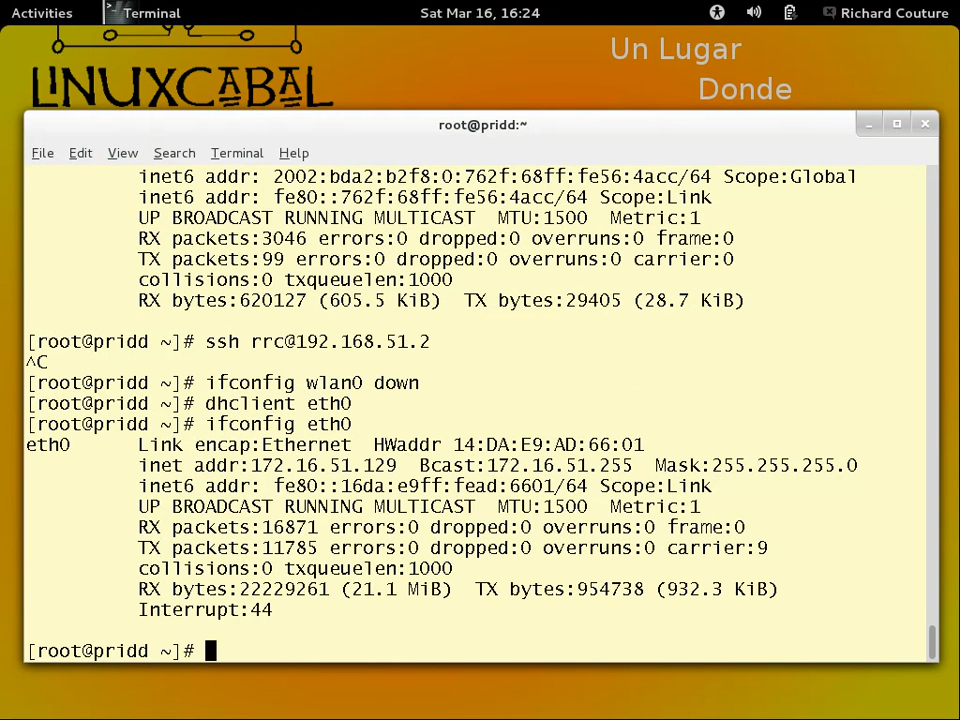 Activities
Terminal
Sat Mar 16, 16:24
Richard Couture
LINUXCABAL
Un Lugar
Donde
root@pridd:~
File Edit View Search Terminal Help
inet6 addr: 2002:bda2:b2f8:0:762f:68ff:fe56:4acc/64 Scope:Global
inet6 addr: fe80::762f:68ff:fe56:4acc/64 Scope:Link
UP BROADCAST RUNNING MULTICAST  MTU:1500  Metric:1
RX packets:3046 errors:0 dropped:0 overruns:0 frame:0
TX packets:99 errors:0 dropped:0 overruns:0 carrier:0
collisions:0 txqueuelen:1000
RX bytes:620127 (605.5 KiB)  TX bytes:29405 (28.7 KiB)
[root@pridd ~]# ssh rrc@192.168.51.2
^C
[root@pridd ~]# ifconfig wlan0 down
[root@pridd ~]# dhclient eth0
[root@pridd ~]# ifconfig eth0
eth0      Link encap:Ethernet  HWaddr 14:DA:E9:AD:66:01
inet addr:172.16.51.129  Bcast:172.16.51.255  Mask:255.255.255.0
inet6 addr: fe80::16da:e9ff:fead:6601/64 Scope:Link
UP BROADCAST RUNNING MULTICAST  MTU:1500  Metric:1
RX packets:16871 errors:0 dropped:0 overruns:0 frame:0
TX packets:11785 errors:0 dropped:0 overruns:0 carrier:9
collisions:0 txqueuelen:1000
RX bytes:22229261 (21.1 MiB)  TX bytes:954738 (932.3 KiB)
Interrupt:44
[root@pridd ~]#